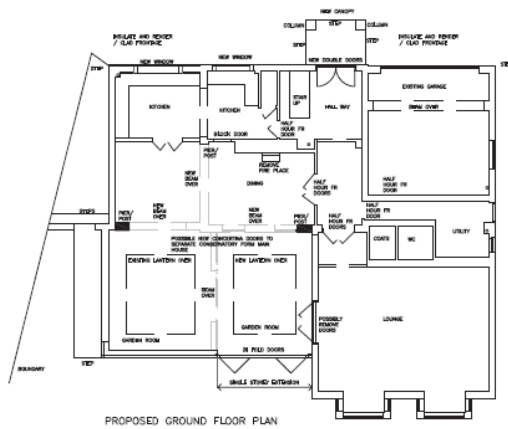 NEW CANOPY
COLUMN
STEP
COLUMN
STEP
STEP
INSULATE AND RENDER
/ CLAD FRONTAGE
INSULATE AND RENDER
/ CLAD FRONTAGE
STEP
NEW WINDOW
NEW WINDOW
NEW DOUBLE DOORS
STEP
EXISTING GARAGE
BEAM OVER
STAIR
UP
HALL WAY
KITCHEN
KITCHEN
HALF
HOUR FR
DOOR
BLOCK DOOR
PIER/
POST
REMOVE
FIRE PLACE
NEW
BEAM
OVER
DINING
HALF
HOUR FR
DOORS
HALF
HOUR FR
DOOR
NEW
BEAM
OVER
NEW
BEAM OVER
STEPS
PIER/
POST
PIER/
POST
HALF
HOUR FR
DOORS
HALF
HOUR FR
DOOR
COATS
WC
UTILITY
POSSIBLE NEW CONCERTINA DOORS TO
SEPARATE CONSERVATORY FORM MAIN
HOUSE
EXISTING LANTERN OVER
NEW LANTERN OVER
BEAM
OVER
GARDEN ROOM
GARDEN ROOM
POSSIBLY
REMOVE
DOORS
LOUNGE
BI FOLD DOORS
STEP
BOUNDARY
SINGLE STOREY EXTENSION
PROPOSED GROUND FLOOR PLAN